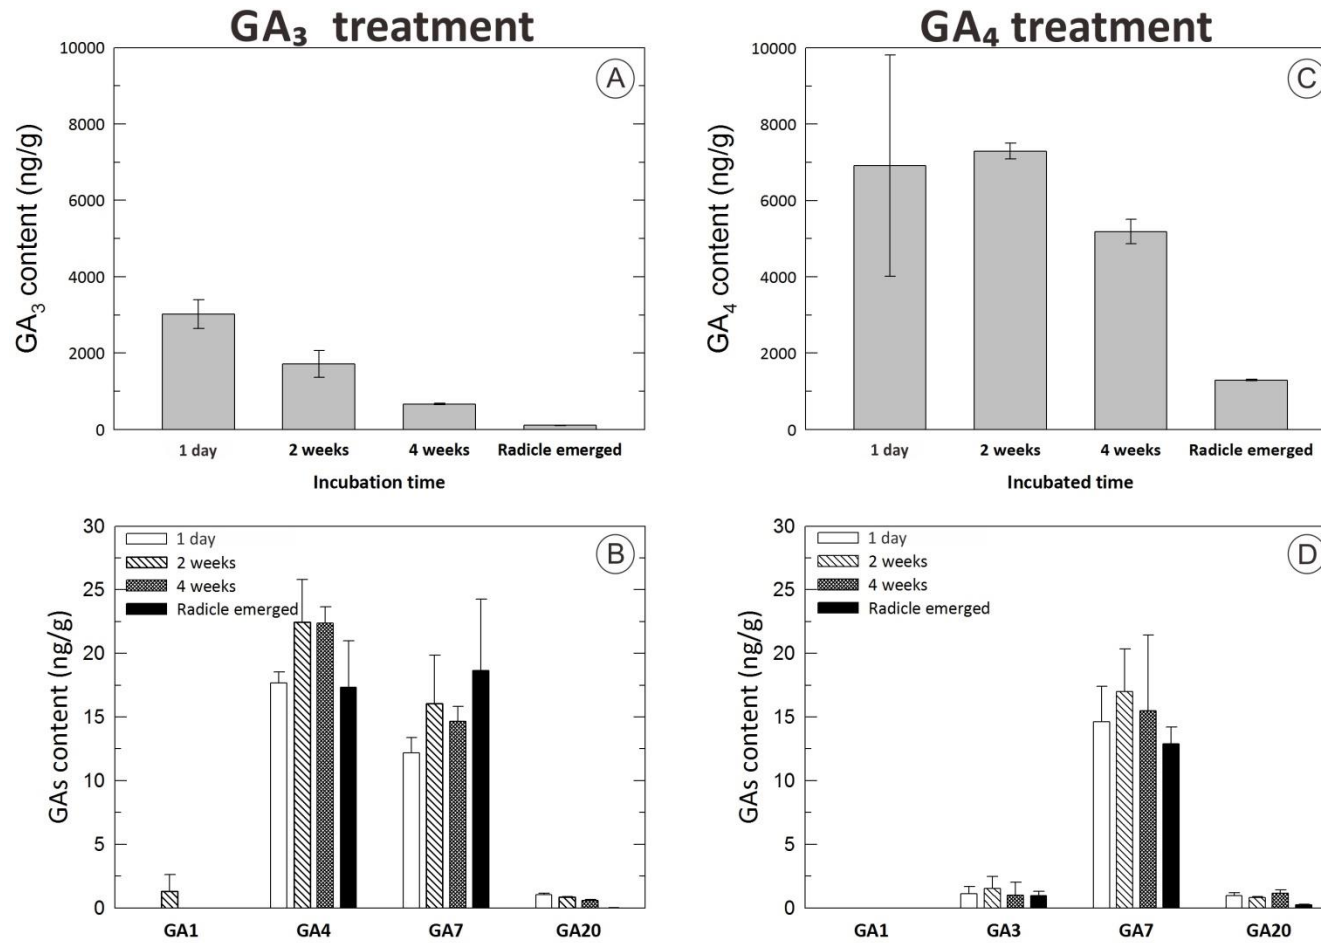 GA₃ treatment
10000
8000
6000
4000
2000
0
GA₃ content (ng/g)
A
1 day 2 weeks 4 weeks Radicle emerged
Incubation time
GA₄ treatment
10000
8000
6000
4000
2000
0
GA₄ content (ng/g)
C
1 day 2 weeks 4 weeks Radicle emerged
Incubated time
30
25
20
15
10
5
0
GAs content (ng/g)
1 day
2 weeks
4 weeks
Radicle emerged
B
GA1 GA4 GA7 GA20
30
25
20
15
10
5
0
GAs content (ng/g)
1 day
2 weeks
4 weeks
Radicle emerged
D
GA1 GA3 GA7 GA20